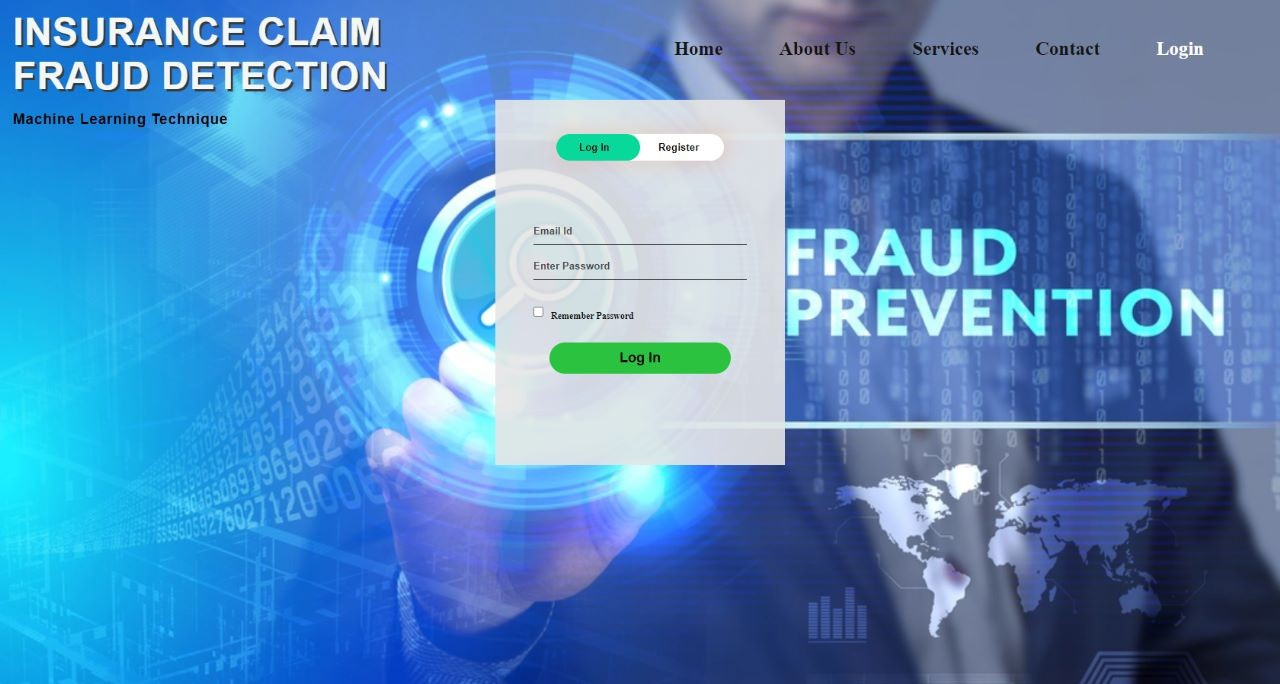 INSURANCE CLAIM
FRAUD DETECTION
Machine Learning Technique
Home About Us Services Contact Login
Log In Register
Email Id
Enter Password
Remember Password
Log In
FRAUD
PREVENTION